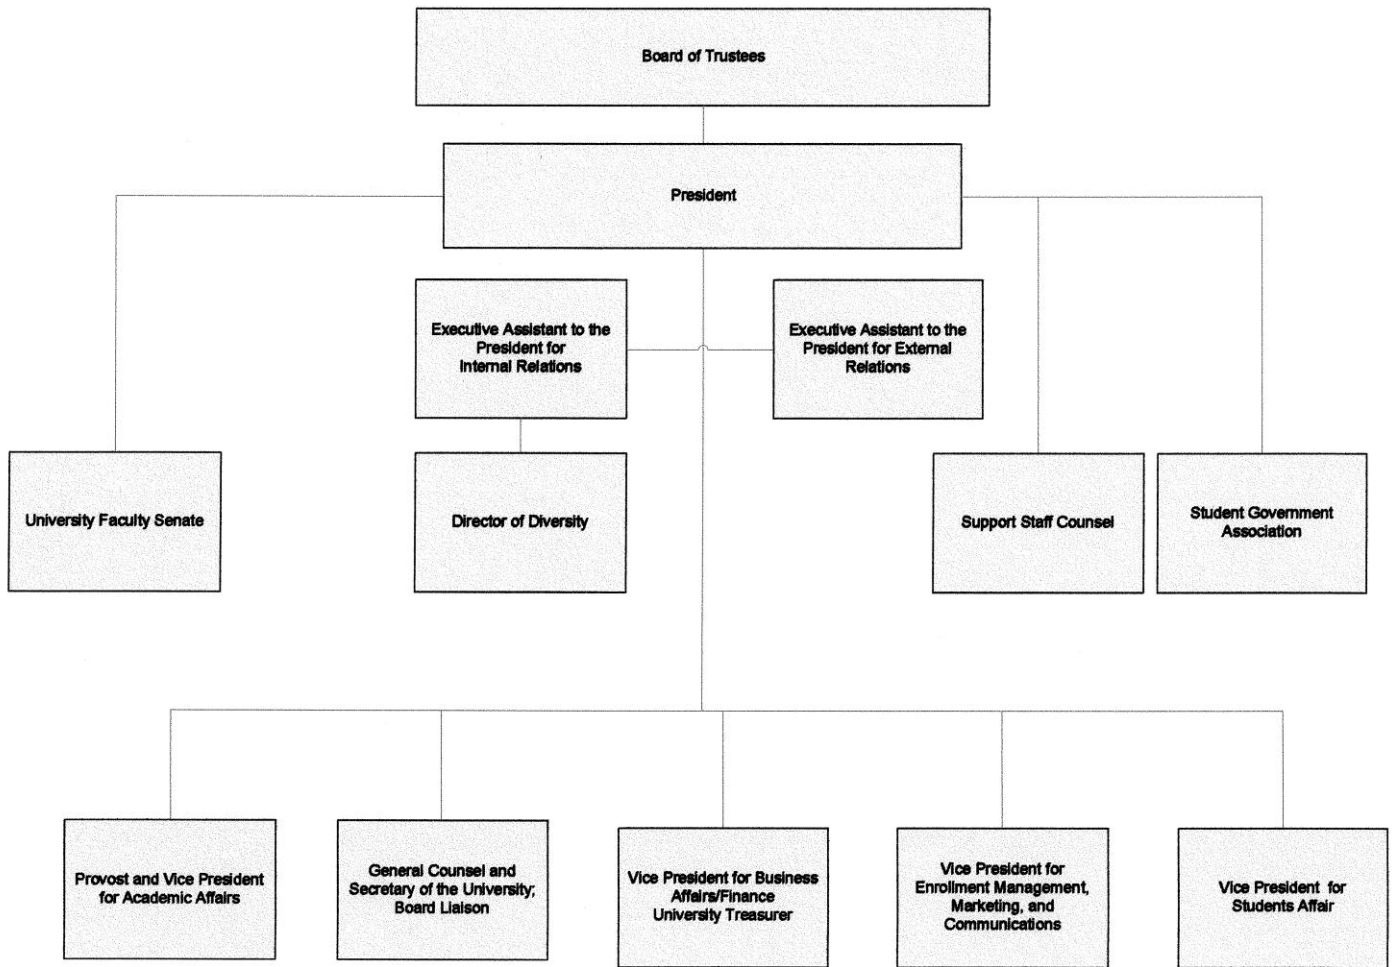 Board of Trustees
President
Executive Assistant to the
President for
Internal Relations
Executive Assistant to the
President for External
Relations
University Faculty Senate
Director of Diversity
Support Staff Counsel
Student Government
Association
Provost and Vice President
for Academic Affairs
General Counsel and
Secretary of the University;
Board Liaison
Vice President for Business
Affairs/Finance
University Treasurer
Vice President for
Enrollment Management,
Marketing, and
Communications
Vice President for
Students Affair